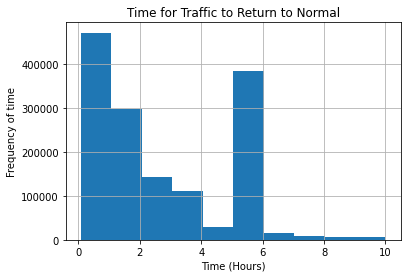 Time for Traffic to Return to Normal
Frequency of time
400000
300000
200000
100000
0
0 2 4 6 8 10
Time (Hours)